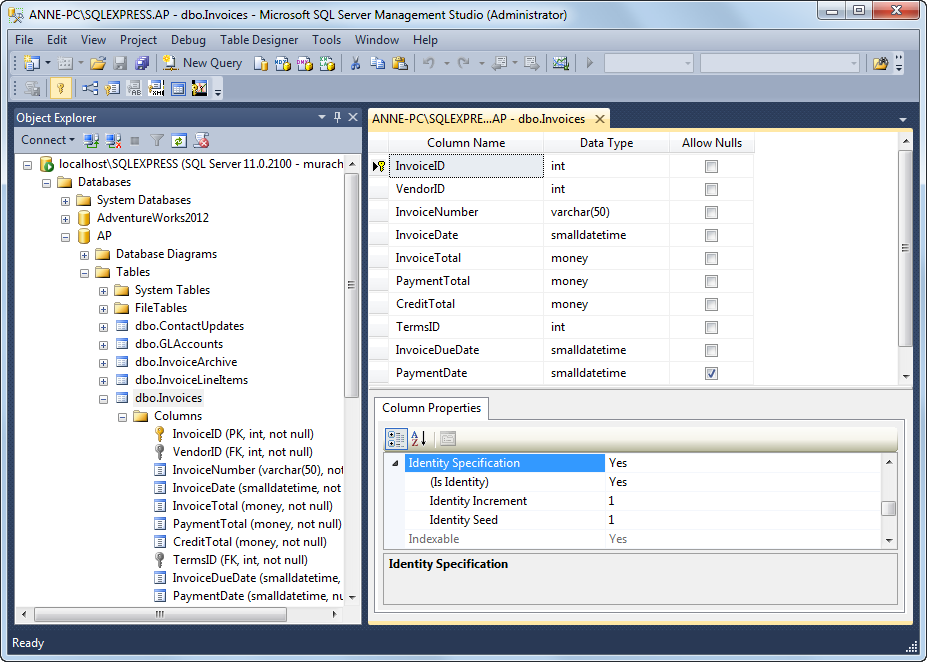 ANNE-PC\SQLEXPRESS.AP - dbo.Invoices - Microsoft SQL Server Management Studio (Administrator)
File Edit View Project Debug Table Designer Tools Window Help
New Query
Object Explorer
Connect
localhost\SQLEXPRESS (SQL Server 11.0.2100 - murach
Databases
System Databases
AdventureWorks2012
AP
Database Diagrams
Tables
System Tables
FileTables
dbo.ContactUpdates
dbo.GLAccounts
dbo.InvoiceArchive
dbo.InvoiceLineItems
dbo.Invoices
Columns
InvoiceID (PK, int, not null)
VendorID (FK, int, not null)
InvoiceNumber (varchar(50), not
InvoiceDate (smalldatetime, not
InvoiceTotal (money, not null)
PaymentTotal (money, not null)
CreditTotal (money, not null)
TermsID (FK, int, not null)
InvoiceDueDate (smalldatetime,
PaymentDate (smalldatetime, nu
ANNE-PC\SQLEXPRE...AP - dbo.Invoices
Column Name Data Type Allow Nulls
InvoiceID int
VendorID int
InvoiceNumber varchar(50)
InvoiceDate smalldatetime
InvoiceTotal money
PaymentTotal money
CreditTotal money
TermsID int
InvoiceDueDate smalldatetime
PaymentDate smalldatetime
Column Properties
Identity Specification Yes
(Is Identity) Yes
Identity Increment 1
Identity Seed 1
Indexable Yes
Identity Specification
Ready